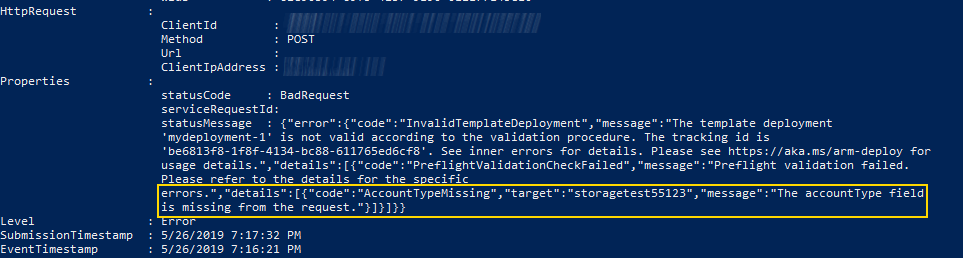 HttpRequest :
ClientId :
Method : POST
Url :
ClientIpAddress :
Properties :
statusCode : BadRequest
serviceRequestId:
statusMessage : {"error":{"code":"InvalidTemplateDeployment","message":"The template deployment
'mydeployment-1' is not valid according to the validation procedure. The tracking id is
'be6813f8-1f8f-4134-bc88-611765ed6cf8'. See inner errors for details. Please see https://aka.ms/arm-deploy for
usage details.","details":[{"code":"PreflightValidationCheckFailed","message":"Preflight validation failed.
Please refer to the details for the specific
errors.","details":[{"code":"AccountTypeMissing","target":"storagetest55123","message":"The accountType field
is missing from the request."}]}]}}
Level : Error
SubmissionTimestamp : 5/26/2019 7:17:32 PM
EventTimestamp : 5/26/2019 7:16:21 PM